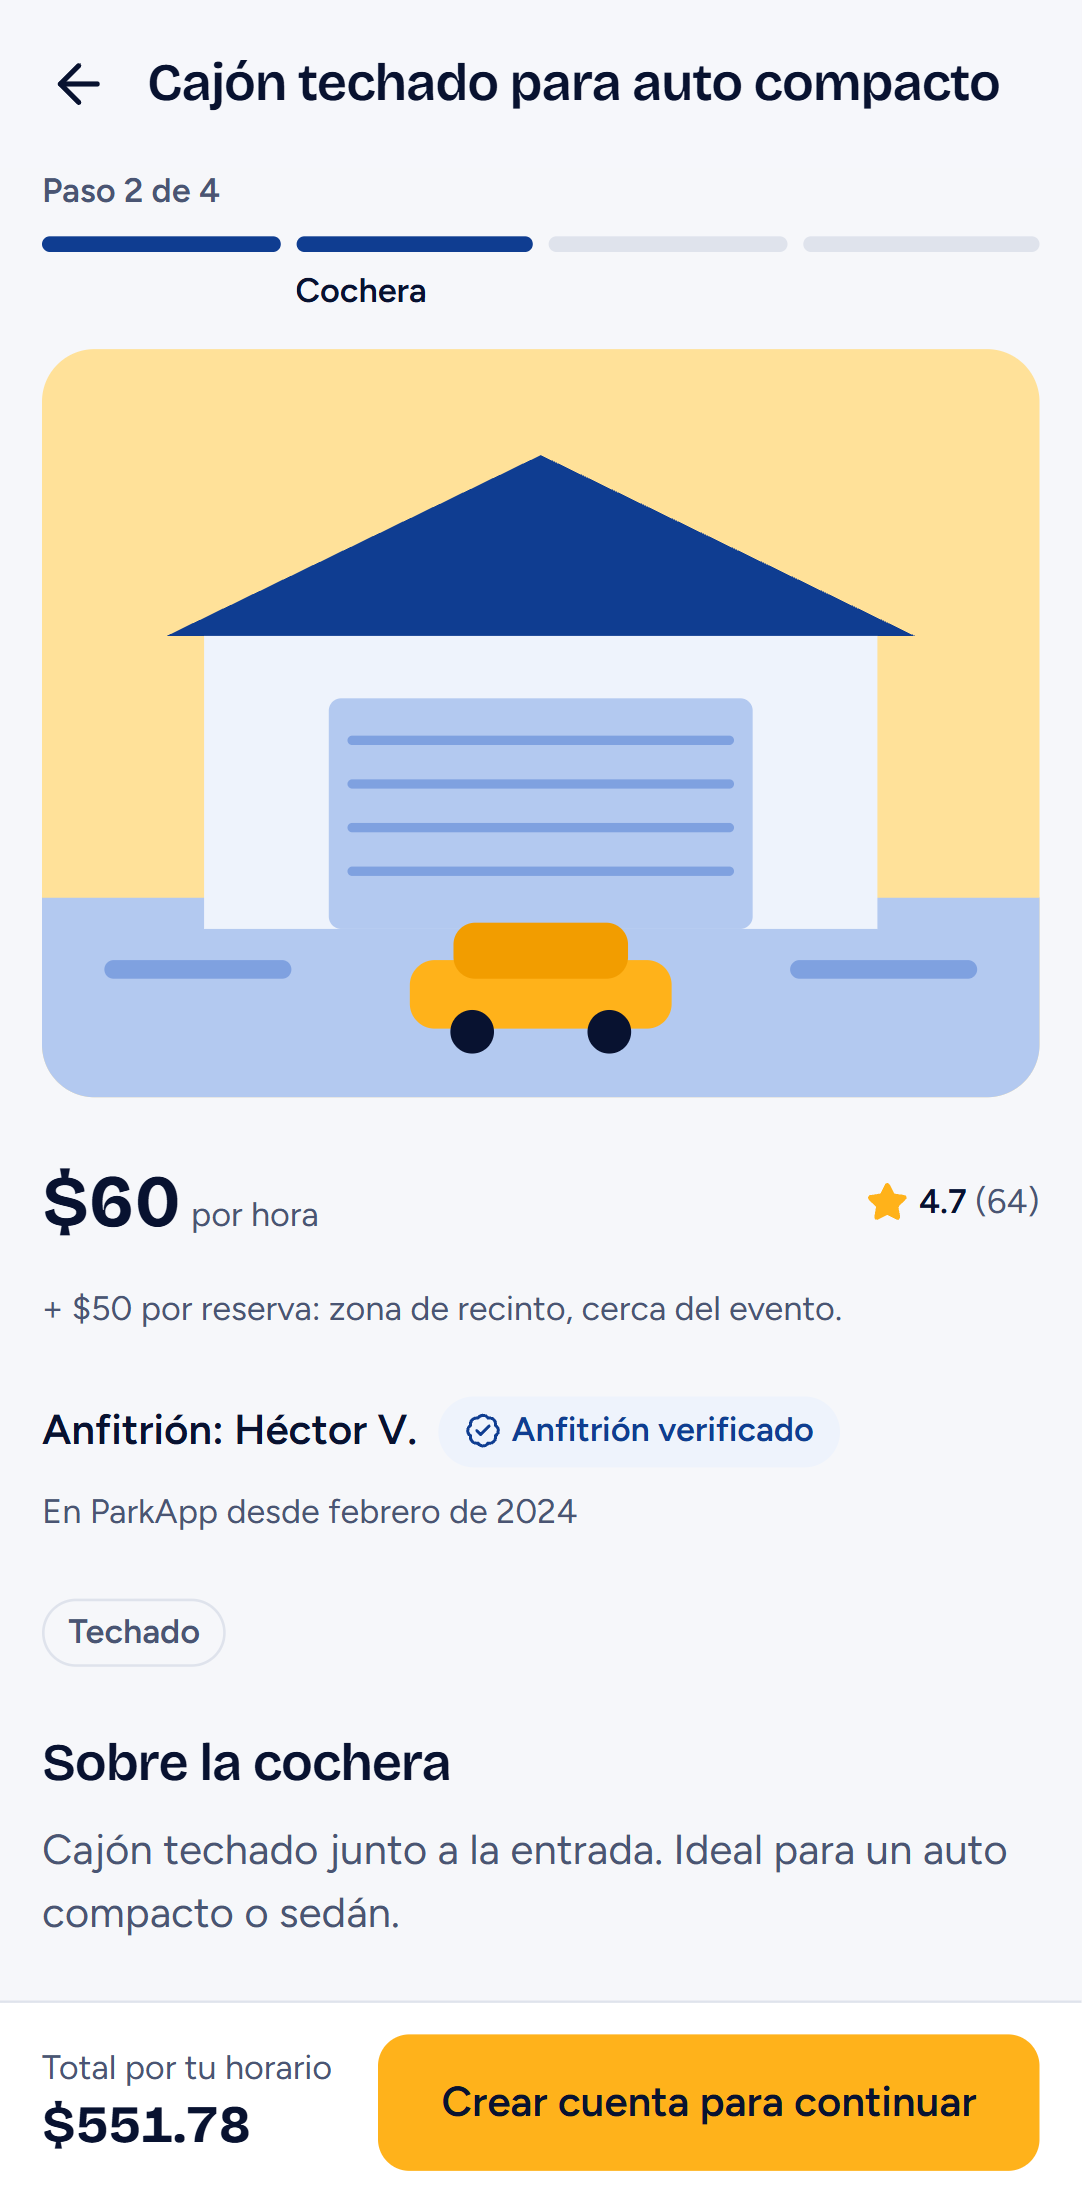 Cajón techado para auto compacto
Paso 2 de 4
Cochera
$60 por hora
4.7 (64)
+ $50 por reserva: zona de recinto, cerca del evento.
Anfitrión: Héctor V.
Anfitrión verificado
En ParkApp desde febrero de 2024
Techado
Sobre la cochera
Cajón techado junto a la entrada. Ideal para un auto
compacto o sedán.
Total por tu horario
$551.78
Crear cuenta para continuar